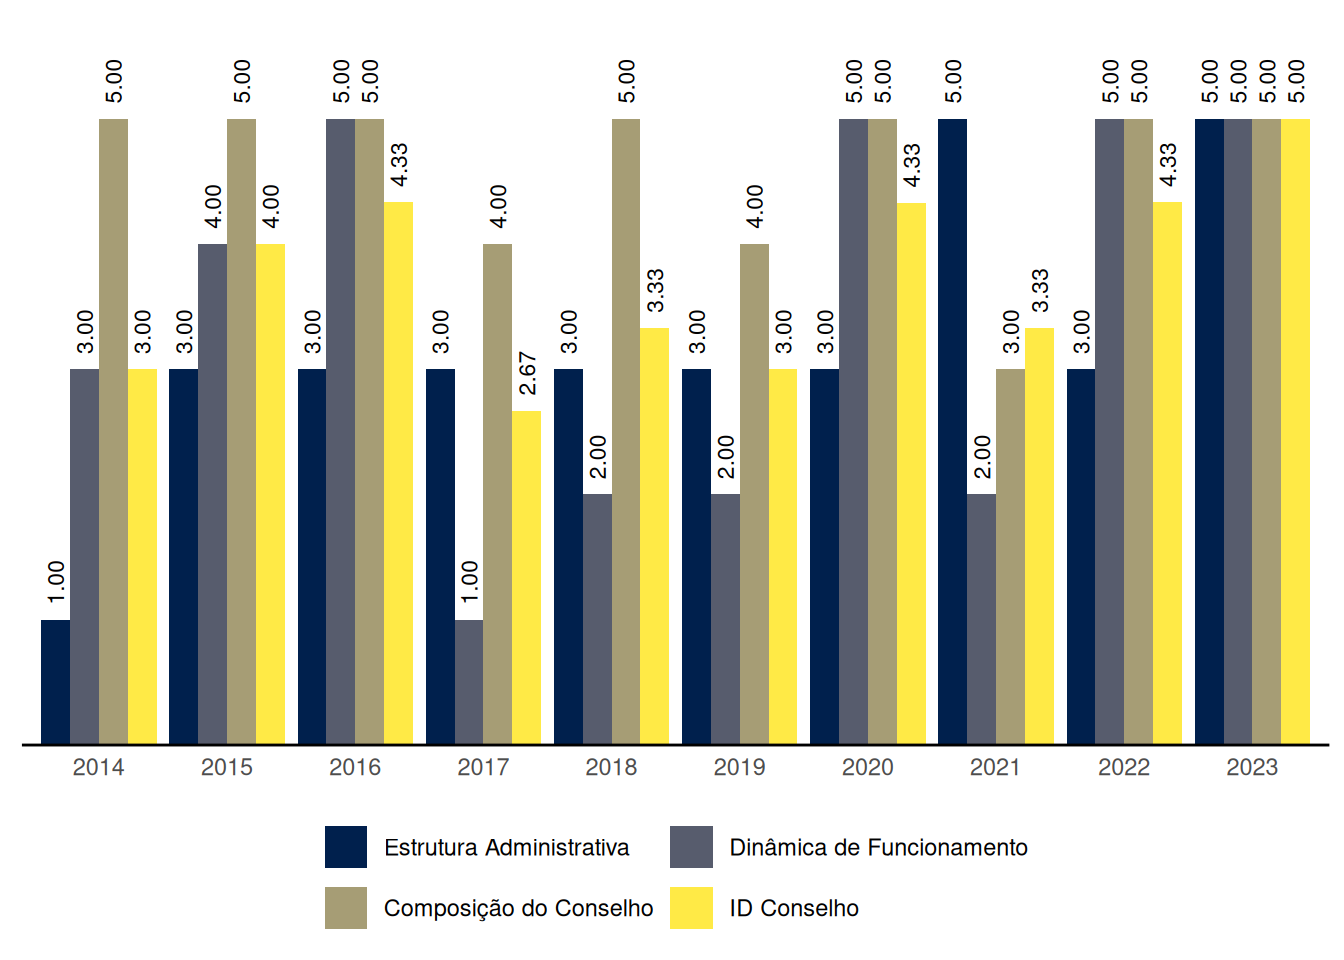 1.00 3.00 5.00 3.00 3.00 4.00 5.00 4.00 3.00 5.00 5.00 4.33 3.00 1.00 4.00 2.67 3.00 2.00 5.00 3.33 3.00 2.00 4.00 3.00 3.00 5.00 5.00 4.33 5.00 2.00 3.00 3.33 3.00 5.00 5.00 4.33 5.00 5.00 5.00 5.00
2014 2015 2016 2017 2018 2019 2020 2021 2022 2023
Estrutura Administrativa Dinâmica de Funcionamento
Composição do Conselho ID Conselho